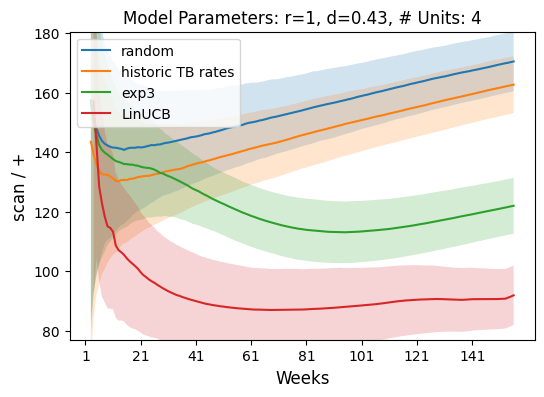 Model Parameters: r=1, d=0.43, # Units: 4
random
historic TB rates
exp3
LinUCB
scan / +
180
160
140
120
100
80
1 21 41 61 81 101 121 141
Weeks